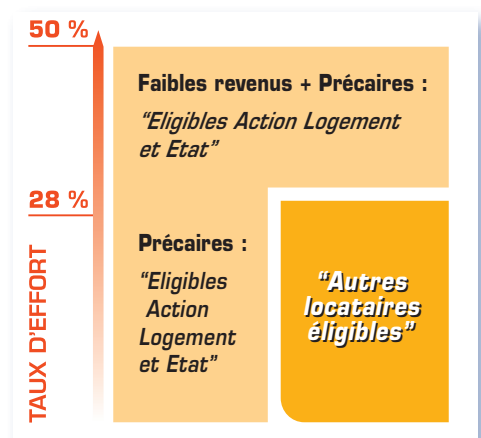 50 %
Faibles revenus + Précaires :
“Eligibles Action Logement
et Etat”
28 %
Précaires :
“Eligibles
Action
Logement
et Etat”
“Autres
locataires
éligibles”
TAUX D’EFFORT